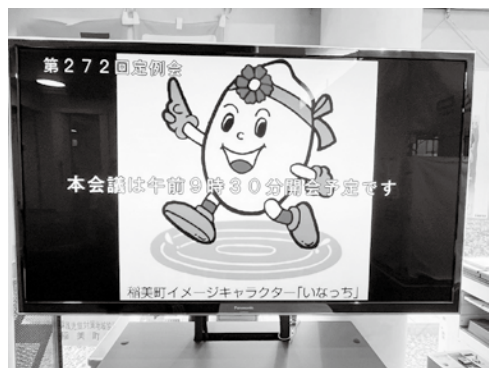 第272回定例会
本会議は午前9時30分開会予定です
稲美町イメージキャラクター「いなっち」
Panasonic